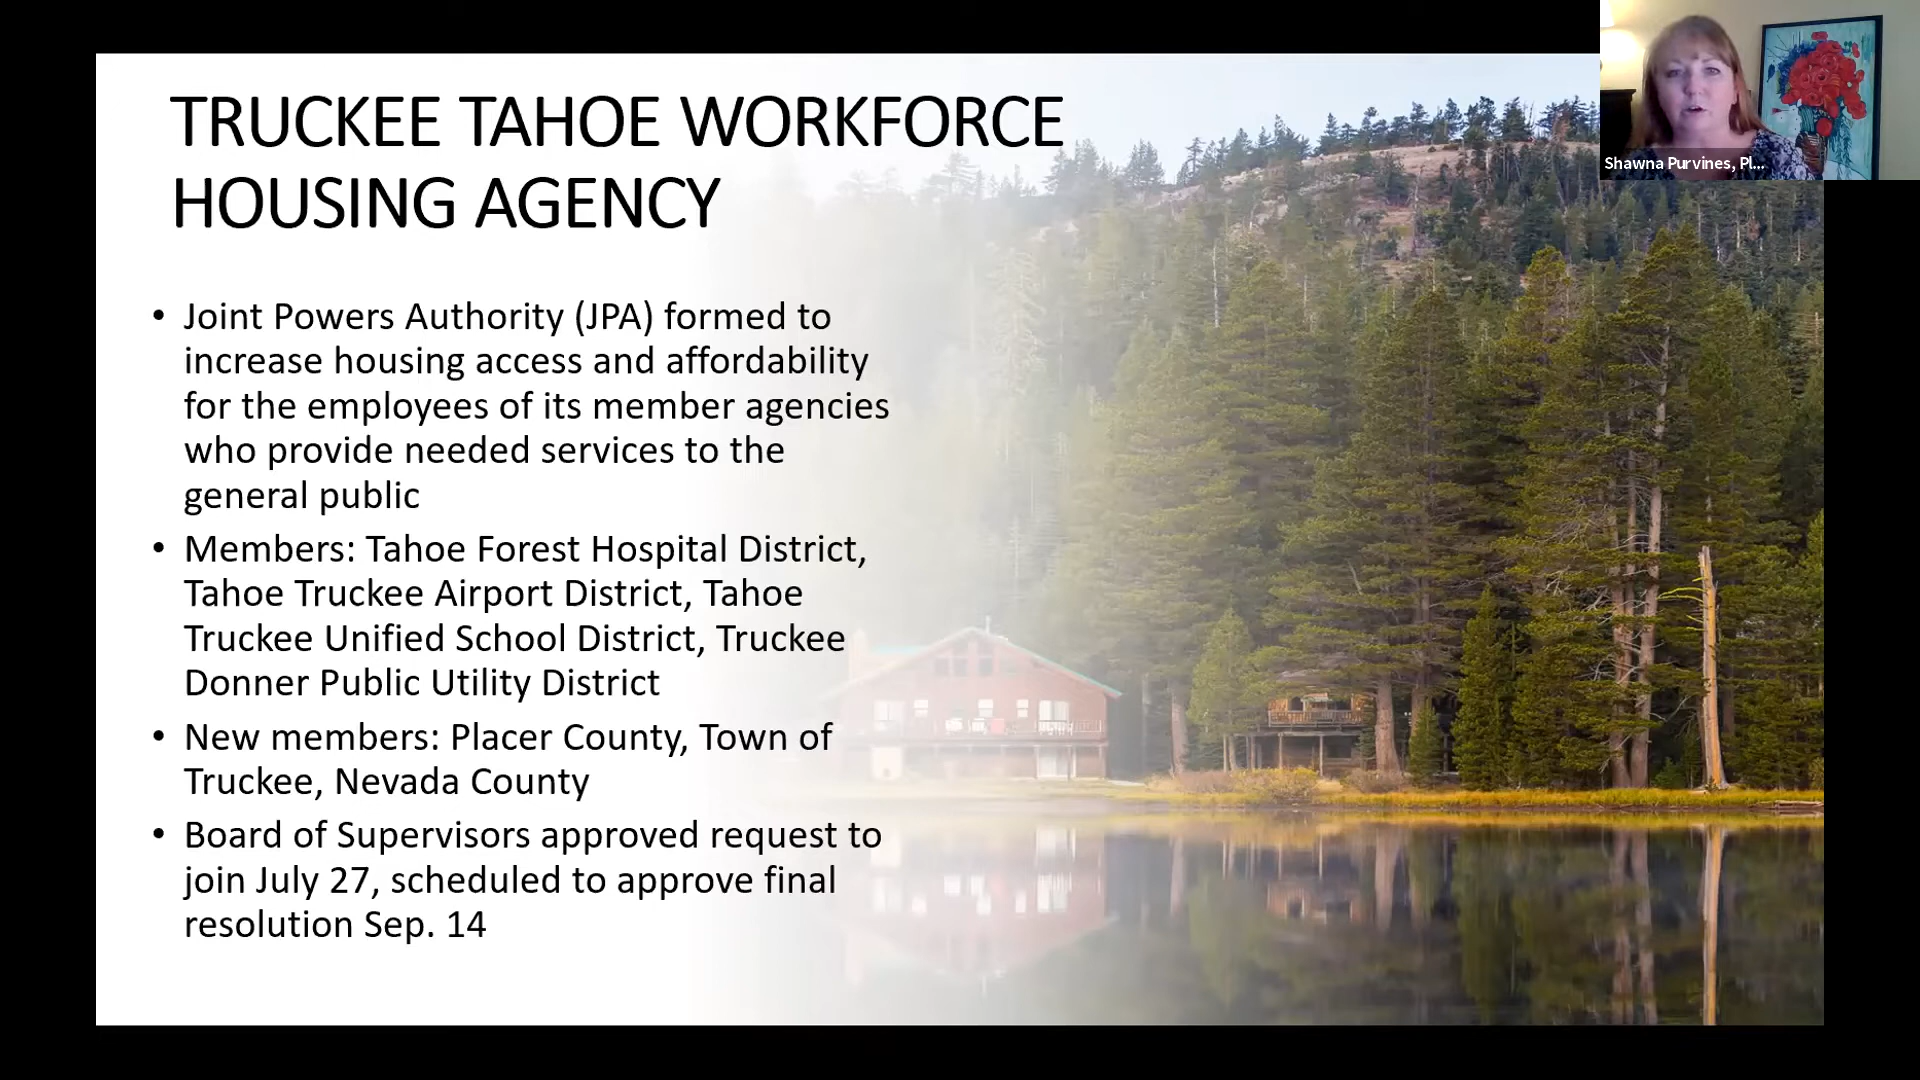 TRUCKEE TAHOE WORKFORCE
HOUSING AGENCY
• Joint Powers Authority (JPA) formed to
increase housing access and affordability
for the employees of its member agencies
who provide needed services to the
general public
• Members: Tahoe Forest Hospital District,
Tahoe Truckee Airport District, Tahoe
Truckee Unified School District, Truckee
Donner Public Utility District
• New members: Placer County, Town of
Truckee, Nevada County
• Board of Supervisors approved request to
join July 27, scheduled to approve final
resolution Sep. 14
Shawna Purvines, Pl...